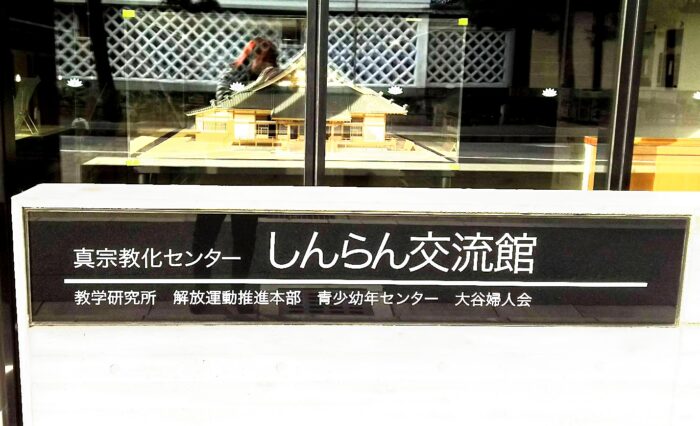 真宗教化センター しんらん交流館
教学研究所 解放運動推進本部 青少幼年センター 大谷婦人会